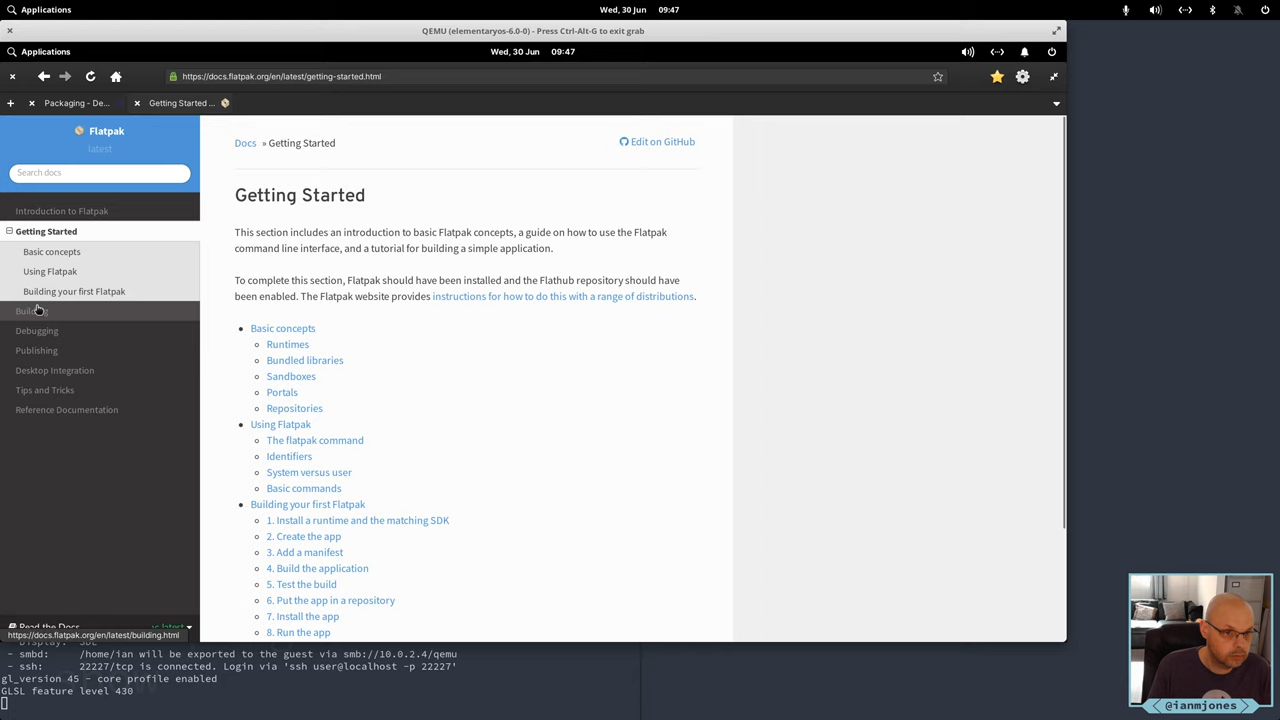 Applications
Wed, 30 Jun 09:47
QEMU (elementaryos-6.0-0) - Press Ctrl-Alt-G to exit grab
Applications
Wed, 30 Jun 09:47
https://docs.flatpak.org/en/latest/getting-started.html
Packaging - De...
Getting Started ...
Flatpak
latest
Search docs
Introduction to Flatpak
Getting Started
Basic concepts
Using Flatpak
Building your first Flatpak
Building
Debugging
Publishing
Desktop Integration
Tips and Tricks
Reference Documentation
Read the Docs
v: latest
https://docs.flatpak.org/en/latest/building.html
Docs » Getting Started
Edit on GitHub
Getting Started
This section includes an introduction to basic Flatpak concepts, a guide on how to use the Flatpak
command line interface, and a tutorial for building a simple application.
To complete this section, Flatpak should have been installed and the Flathub repository should have
been enabled. The Flatpak website provides instructions for how to do this with a range of distributions.
Basic concepts
Runtimes
Bundled libraries
Sandboxes
Portals
Repositories
Using Flatpak
The flatpak command
Identifiers
System versus user
Basic commands
Building your first Flatpak
1. Install a runtime and the matching SDK
2. Create the app
3. Add a manifest
4. Build the application
5. Test the build
6. Put the app in a repository
7. Install the app
8. Run the app
- Display: SDL
- smbd: /home/ian will be exported to the guest via smb://10.0.2.4/qemu
- ssh: 22227/tcp is connected. Login via 'ssh user@localhost -p 22227'
gl_version 45 - core profile enabled
GLSL feature level 430
@ianmjones